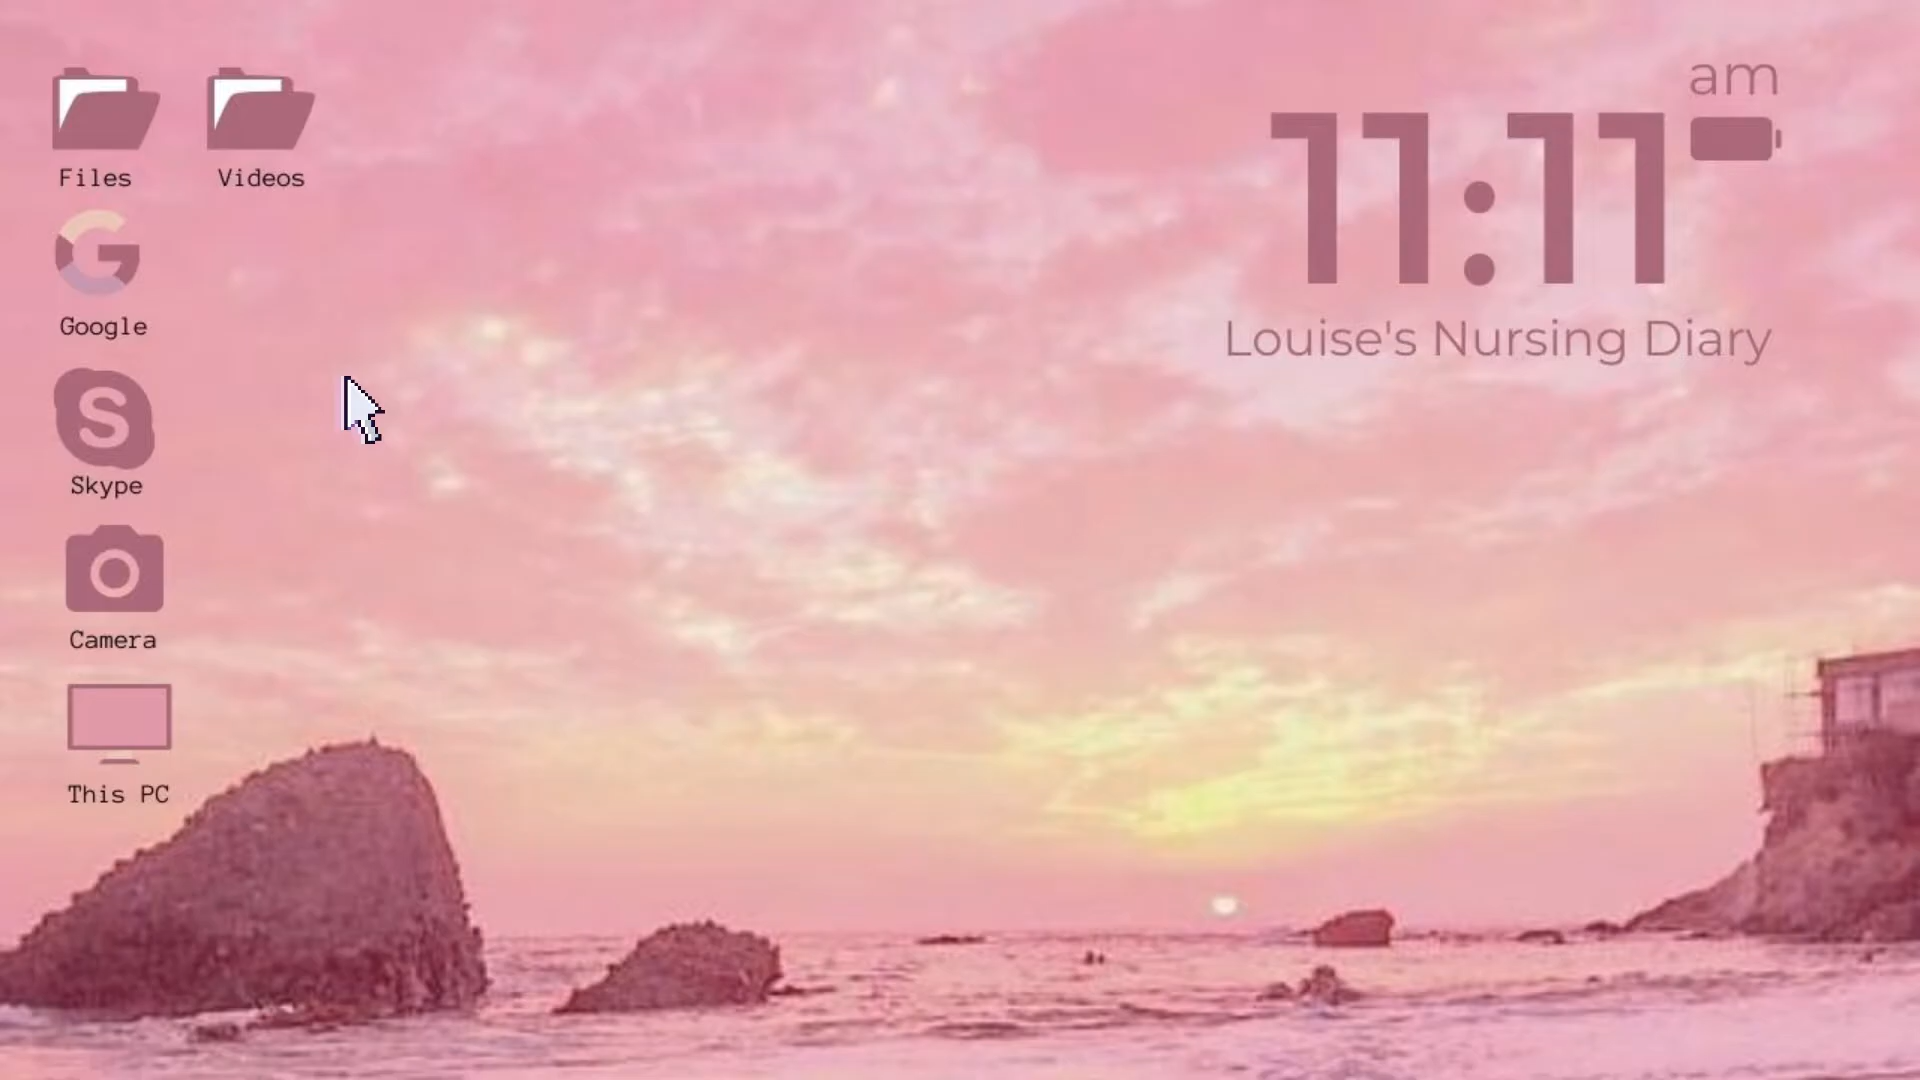 am
11:11
Louise's Nursing Diary
Files
Videos
Google
Skype
Camera
This PC